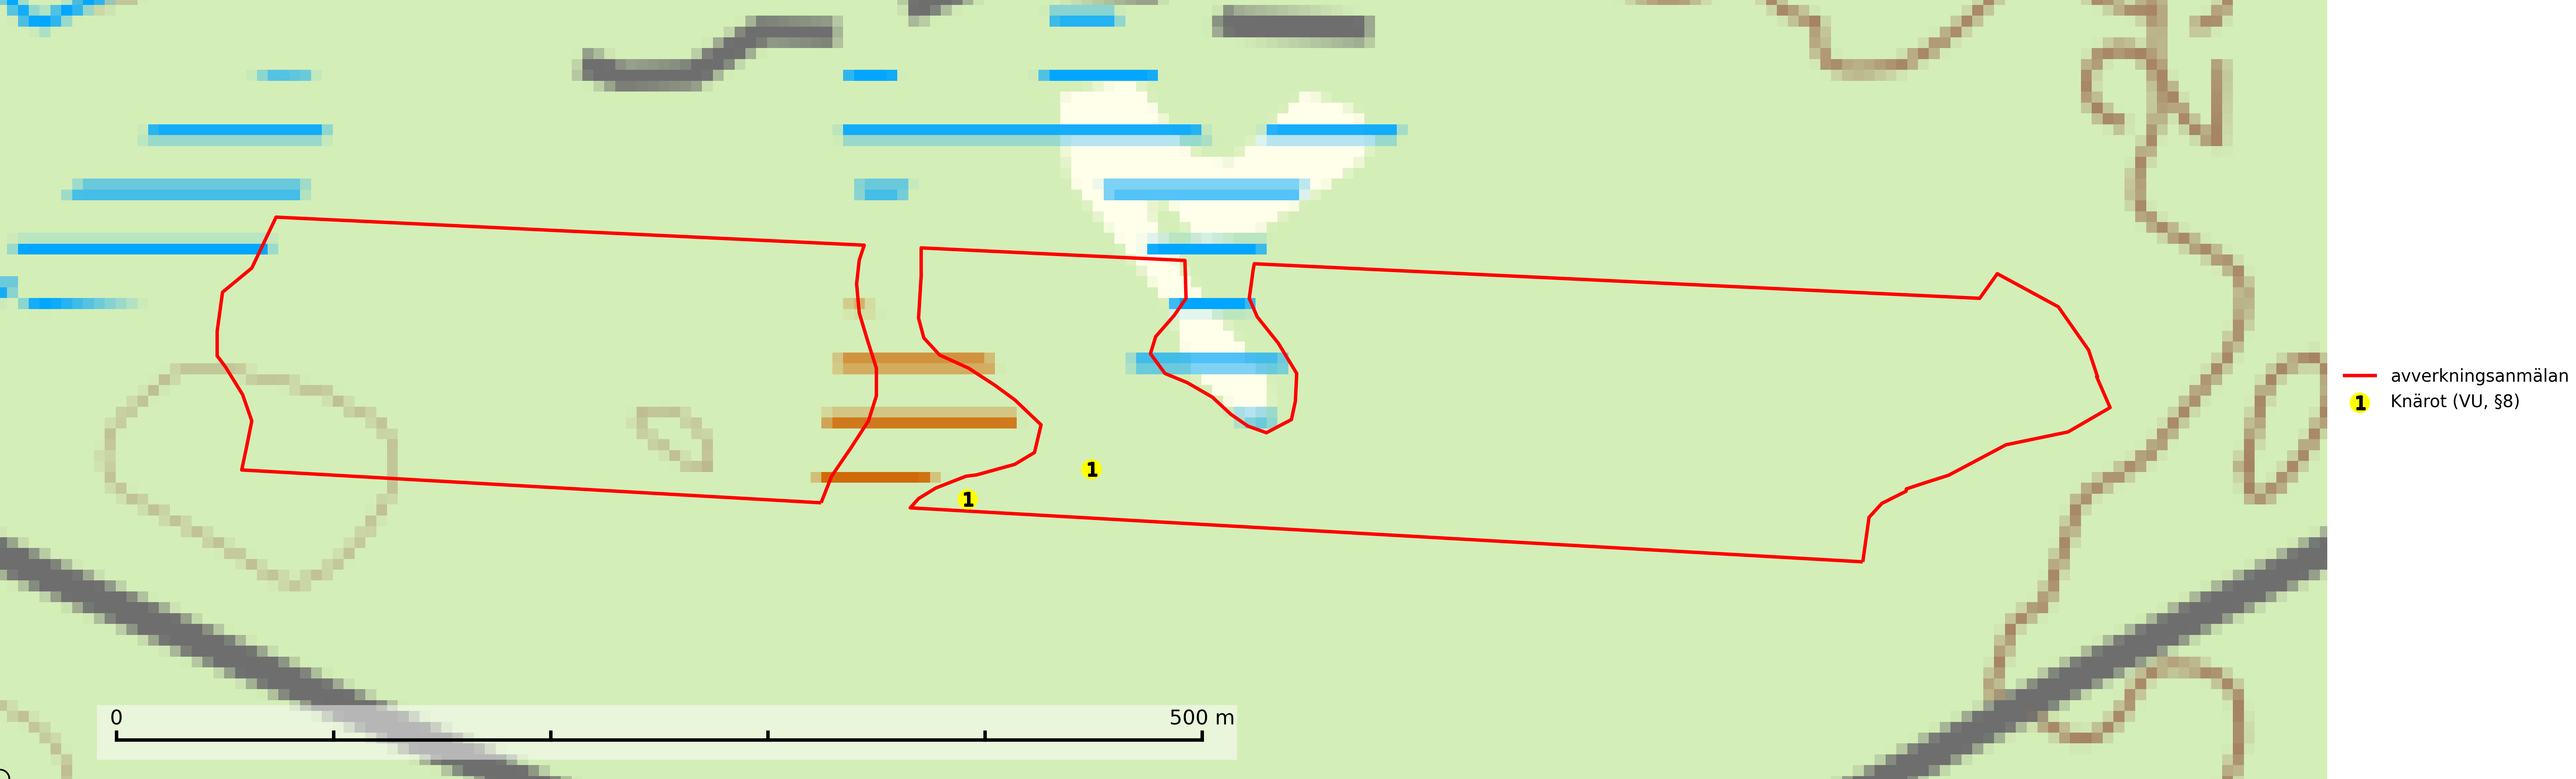 avverkningsanmälan
1 Knärot (VU, §8)
1
1
0 500 m